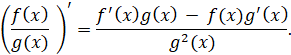 (f(x)/g(x))′ = (f′(x)g(x) − f(x)g′(x))/g²(x).